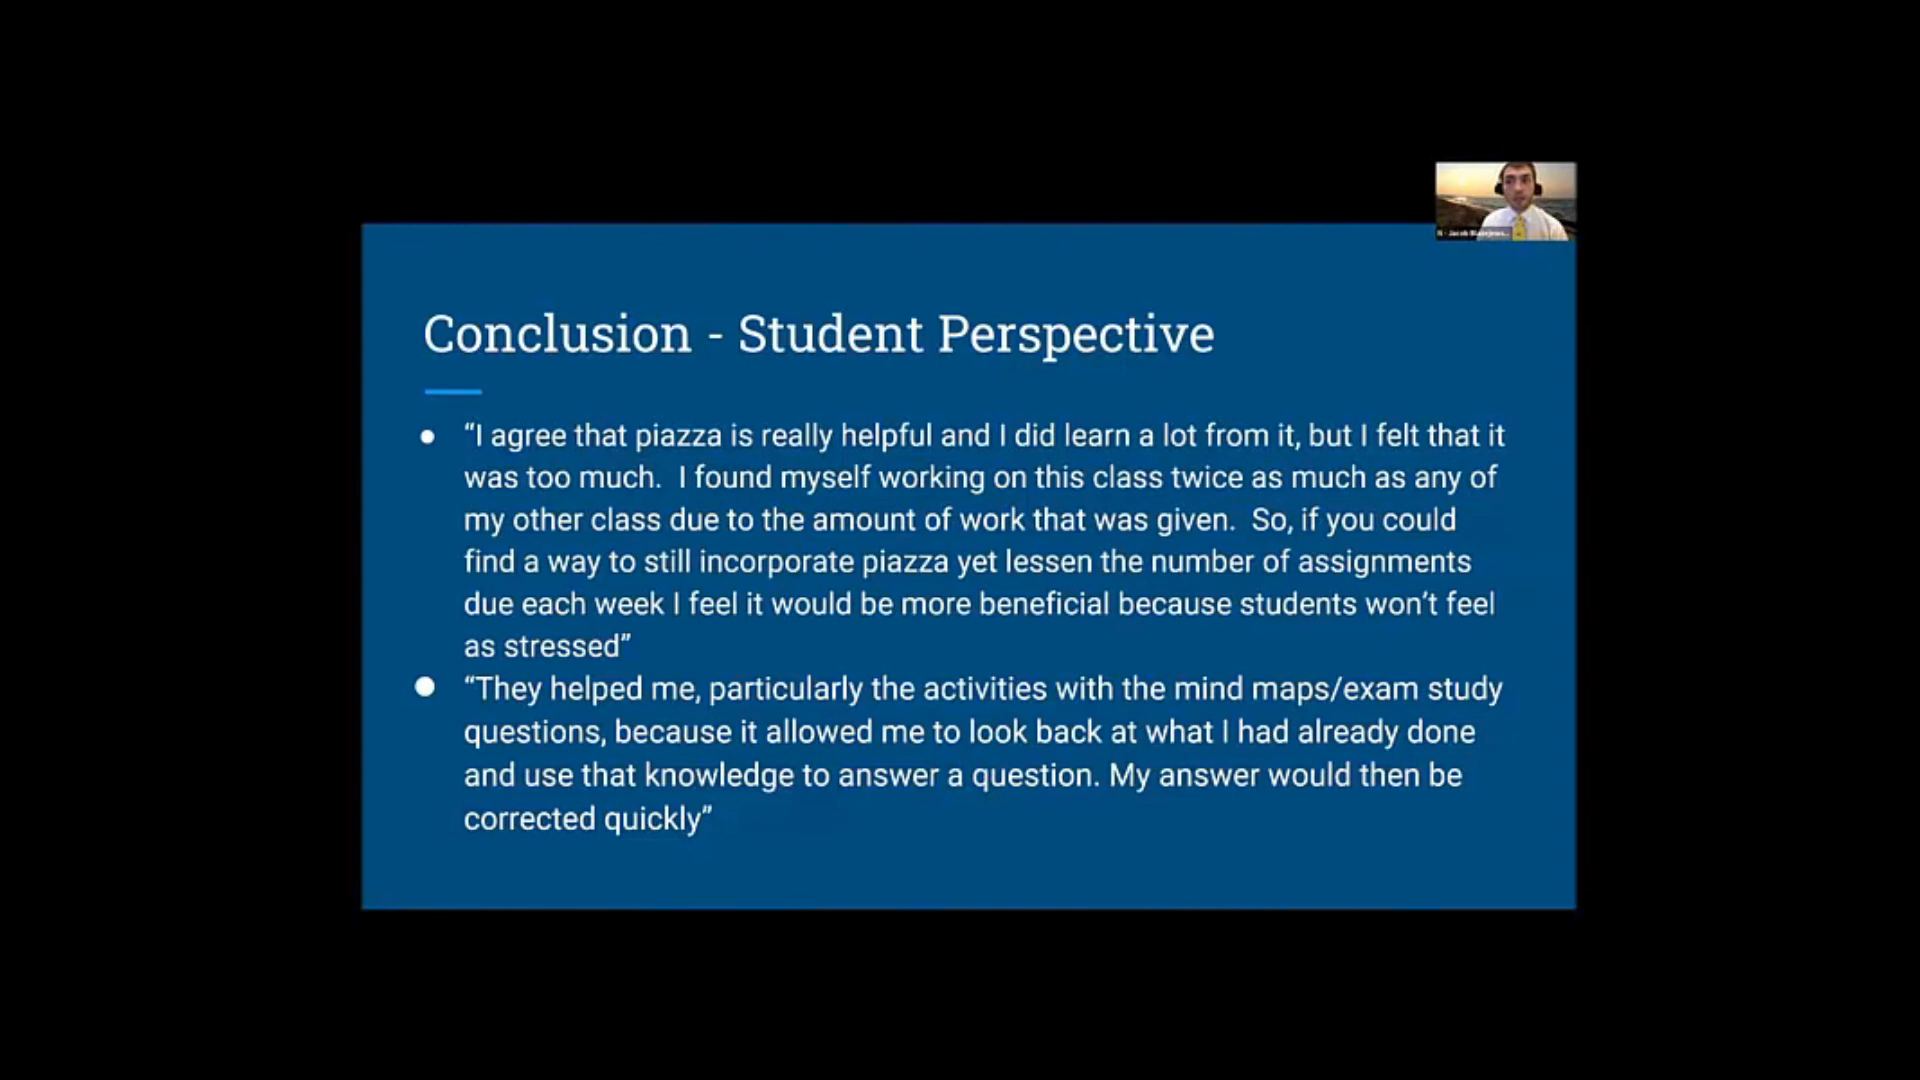 Conclusion - Student Perspective
● “I agree that piazza is really helpful and I did learn a lot from it, but I felt that it
was too much.  I found myself working on this class twice as much as any of
my other class due to the amount of work that was given.  So, if you could
find a way to still incorporate piazza yet lessen the number of assignments
due each week I feel it would be more beneficial because students won’t feel
as stressed”
● “They helped me, particularly the activities with the mind maps/exam study
questions, because it allowed me to look back at what I had already done
and use that knowledge to answer a question. My answer would then be
corrected quickly”